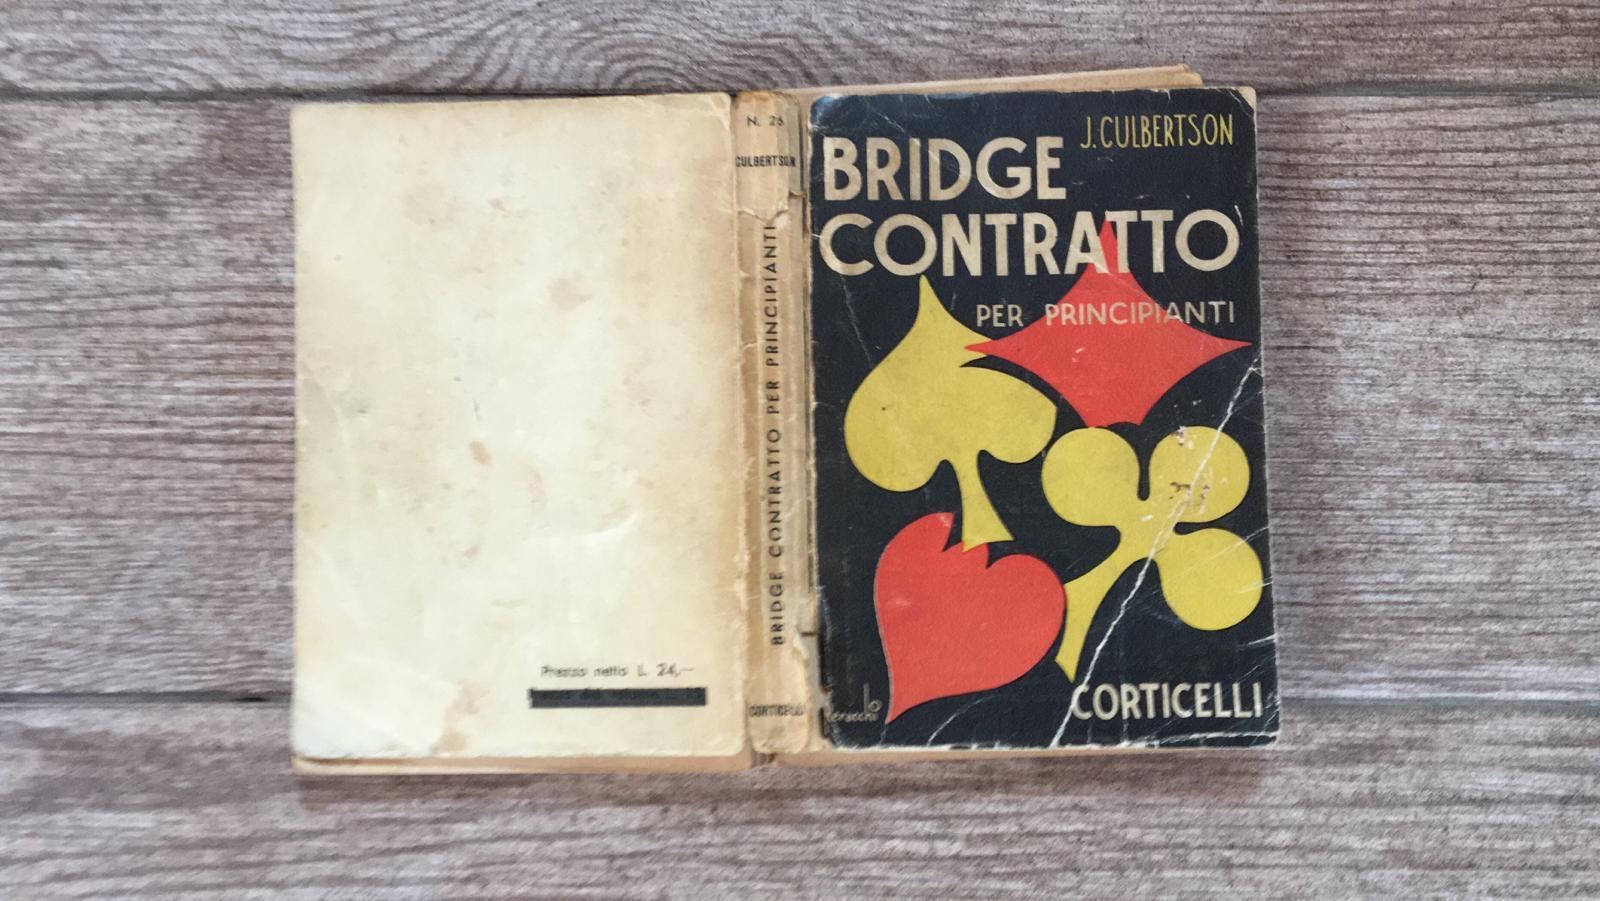 Prezzo netto L. 24,—
N. 26
CULBERTSON
BRIDGE CONTRATTO PER PRINCIPIANTI
CORTICELLI
J. CULBERTSON
BRIDGE
CONTRATTO
PER PRINCIPIANTI
CORTICELLI